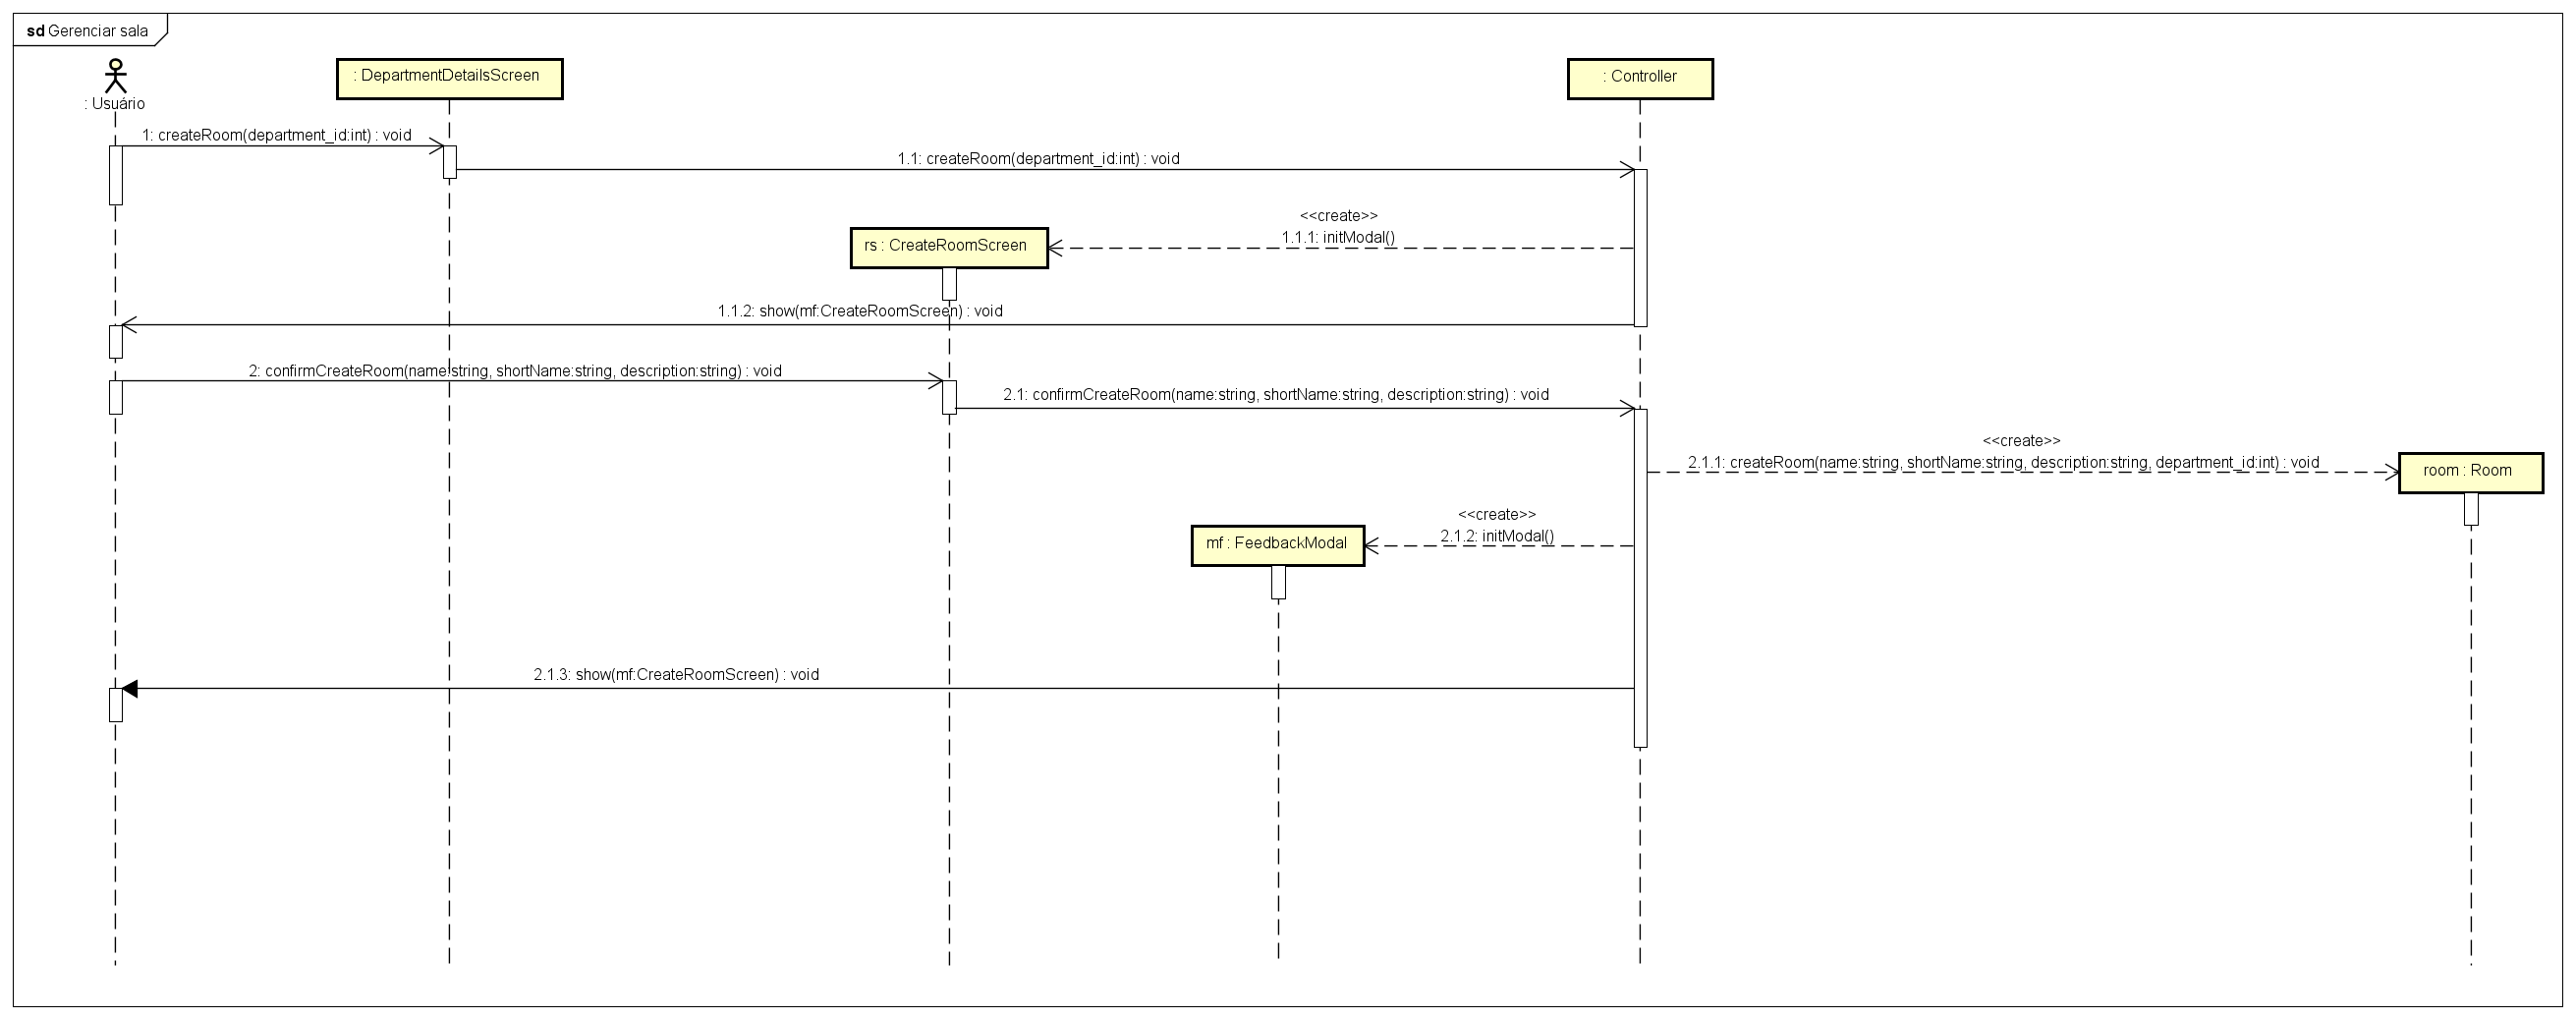 sd Gerenciar sala
: Usuário
: DepartmentDetailsScreen
: Controller
1: createRoom(department_id:int) : void
1.1: createRoom(department_id:int) : void
<<create>>
1.1.1: initModal()
rs : CreateRoomScreen
1.1.2: show(mf:CreateRoomScreen) : void
2: confirmCreateRoom(name:string, shortName:string, description:string) : void
2.1: confirmCreateRoom(name:string, shortName:string, description:string) : void
<<create>>
2.1.1: createRoom(name:string, shortName:string, description:string, department_id:int) : void
room : Room
<<create>>
2.1.2: initModal()
mf : FeedbackModal
2.1.3: show(mf:CreateRoomScreen) : void